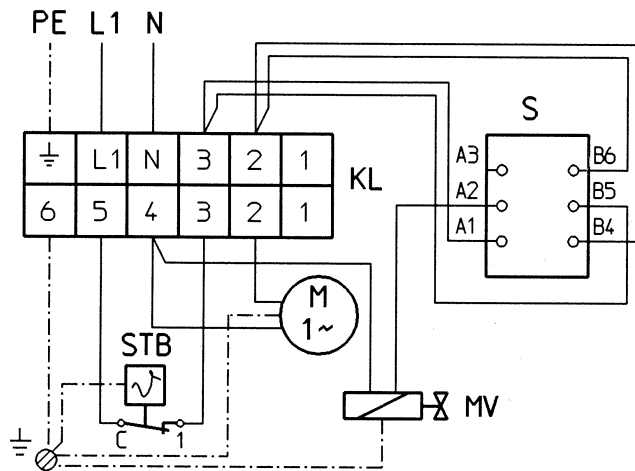 PE L1 N
S
L1 N 3 2 1
KL
6 5 4 3 2 1
A3 B6
A2 B5
A1 B4
M
1~
STB
ϑ
C 1
MV